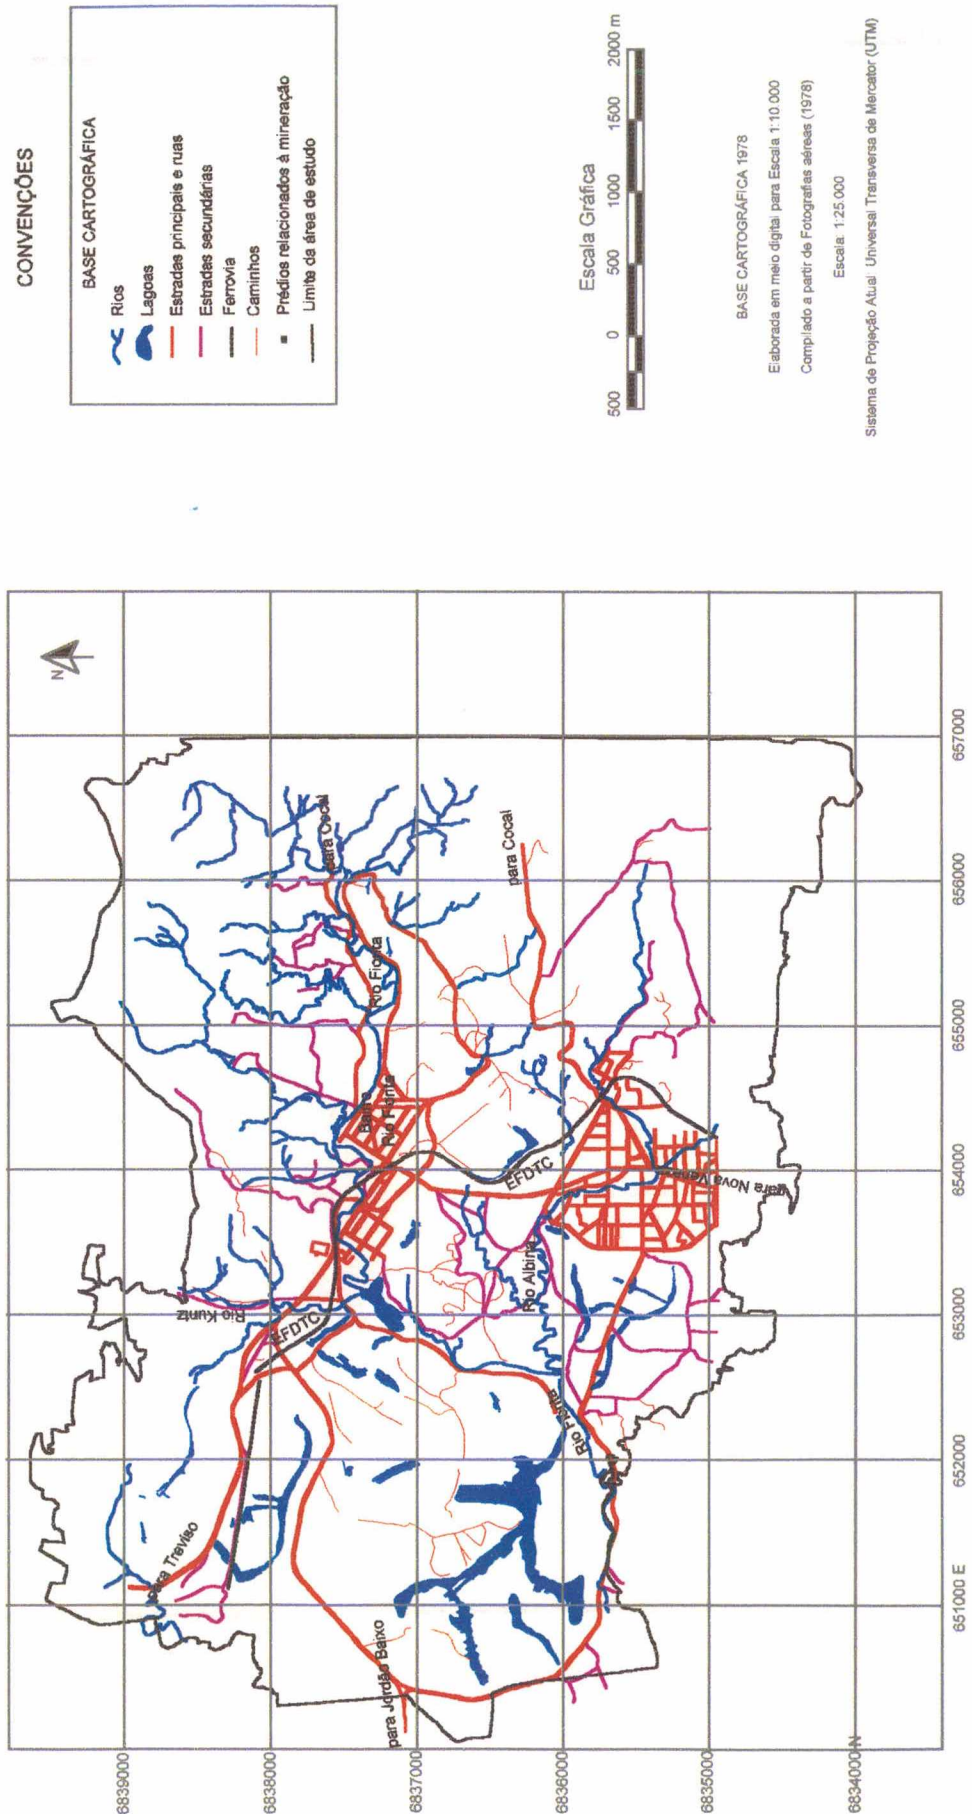 CONVENÇÕES
BASE CARTOGRÁFICA
Rios
Lagoas
Estradas principais e ruas
Estradas secundárias
Ferrovia
Caminhos
Prédios relacionados à mineração
Limite da área de estudo
Escala Gráfica
500 0 500 1000 1500 2000 m
BASE CARTOGRÁFICA 1978
Elaborada em meio digital para Escala 1:10.000
Compilado a partir de Fotografias aéreas (1978)
Escala: 1:25.000
Sistema de Projeção Atual Universal Transversa de Mercator (UTM)
N
6839000
6838000
6837000
6836000
6835000
6834000N
651000 E
652000
653000
654000
655000
656000
657000
para Treviso
para Jordão Baixo
Rio Kuntz
EFDTC
Rio Fiorita
Bairro
Rio Fiorita
Rio Fiorita
para Cocal
para Cocal
EFDTC
Rio Albina
para Nova Veneza